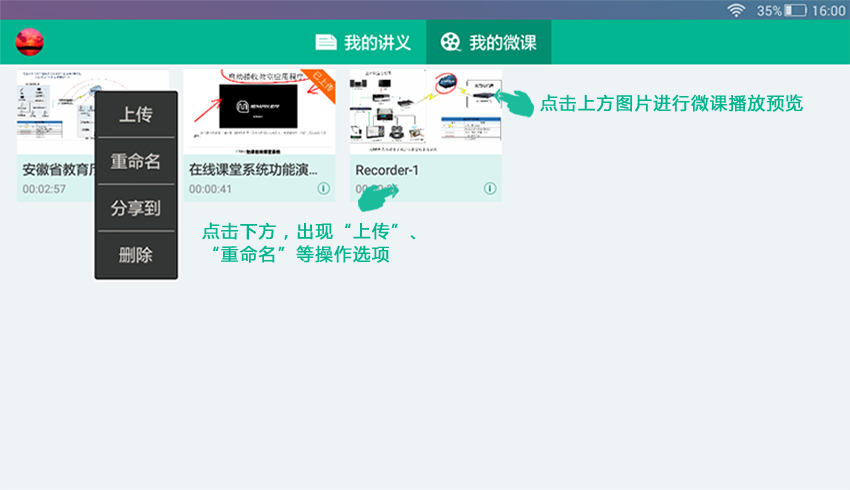 35% 16:00
我的讲义 我的微课
已上传
上传
重命名
分享到
删除
安徽省教育厅
00:02:57
在线课堂系统功能演...
00:00:41
Recorder-1
点击上方图片进行微课播放预览
点击下方，出现“上传”、
“重命名”等操作选项